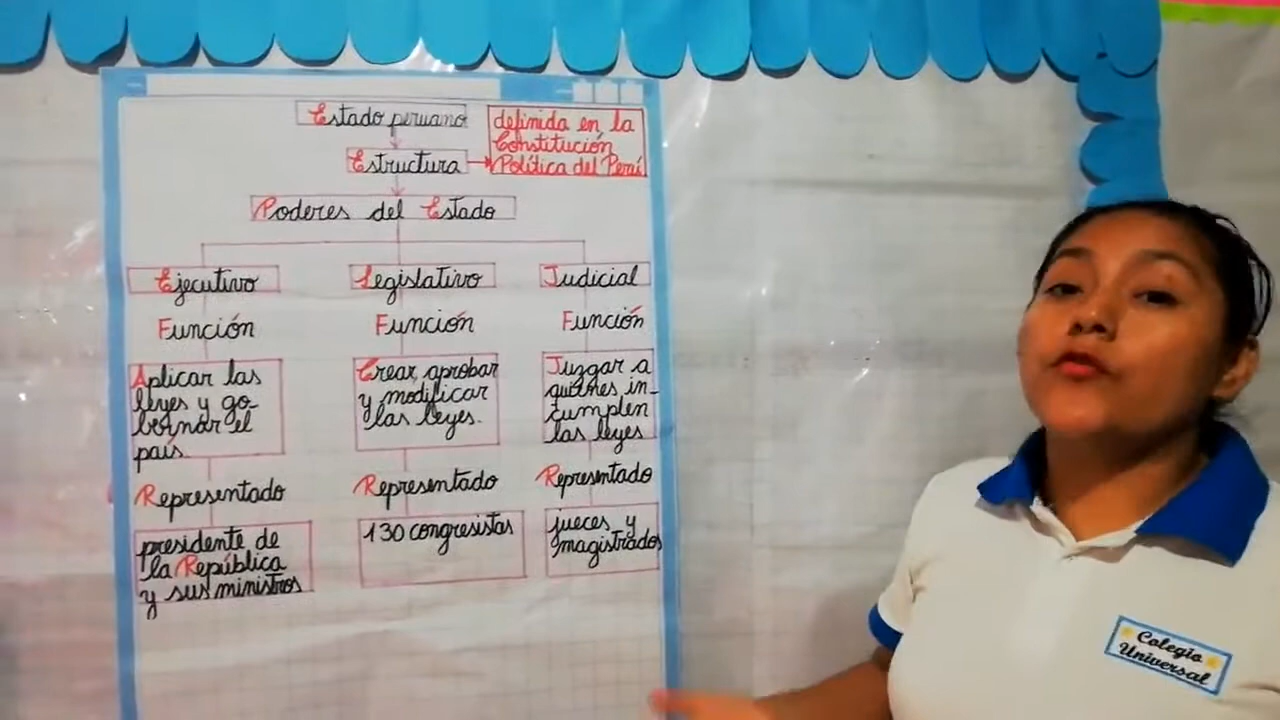 Estado peruano
definida en la
Constitución
Política del Perú
Estructura
Poderes del Estado
Ejecutivo
Función
Aplicar las
leyes y go-
bernar el
país
Representado
presidente de
la República
y sus ministros
Legislativo
Función
Crear, aprobar
y modificar
las leyes.
Representado
130 congresistas
Judicial
Función
Juzgar a
quiénes in-
cumplen
las leyes
Representado
jueces y
magistrados
Colegio
Universal